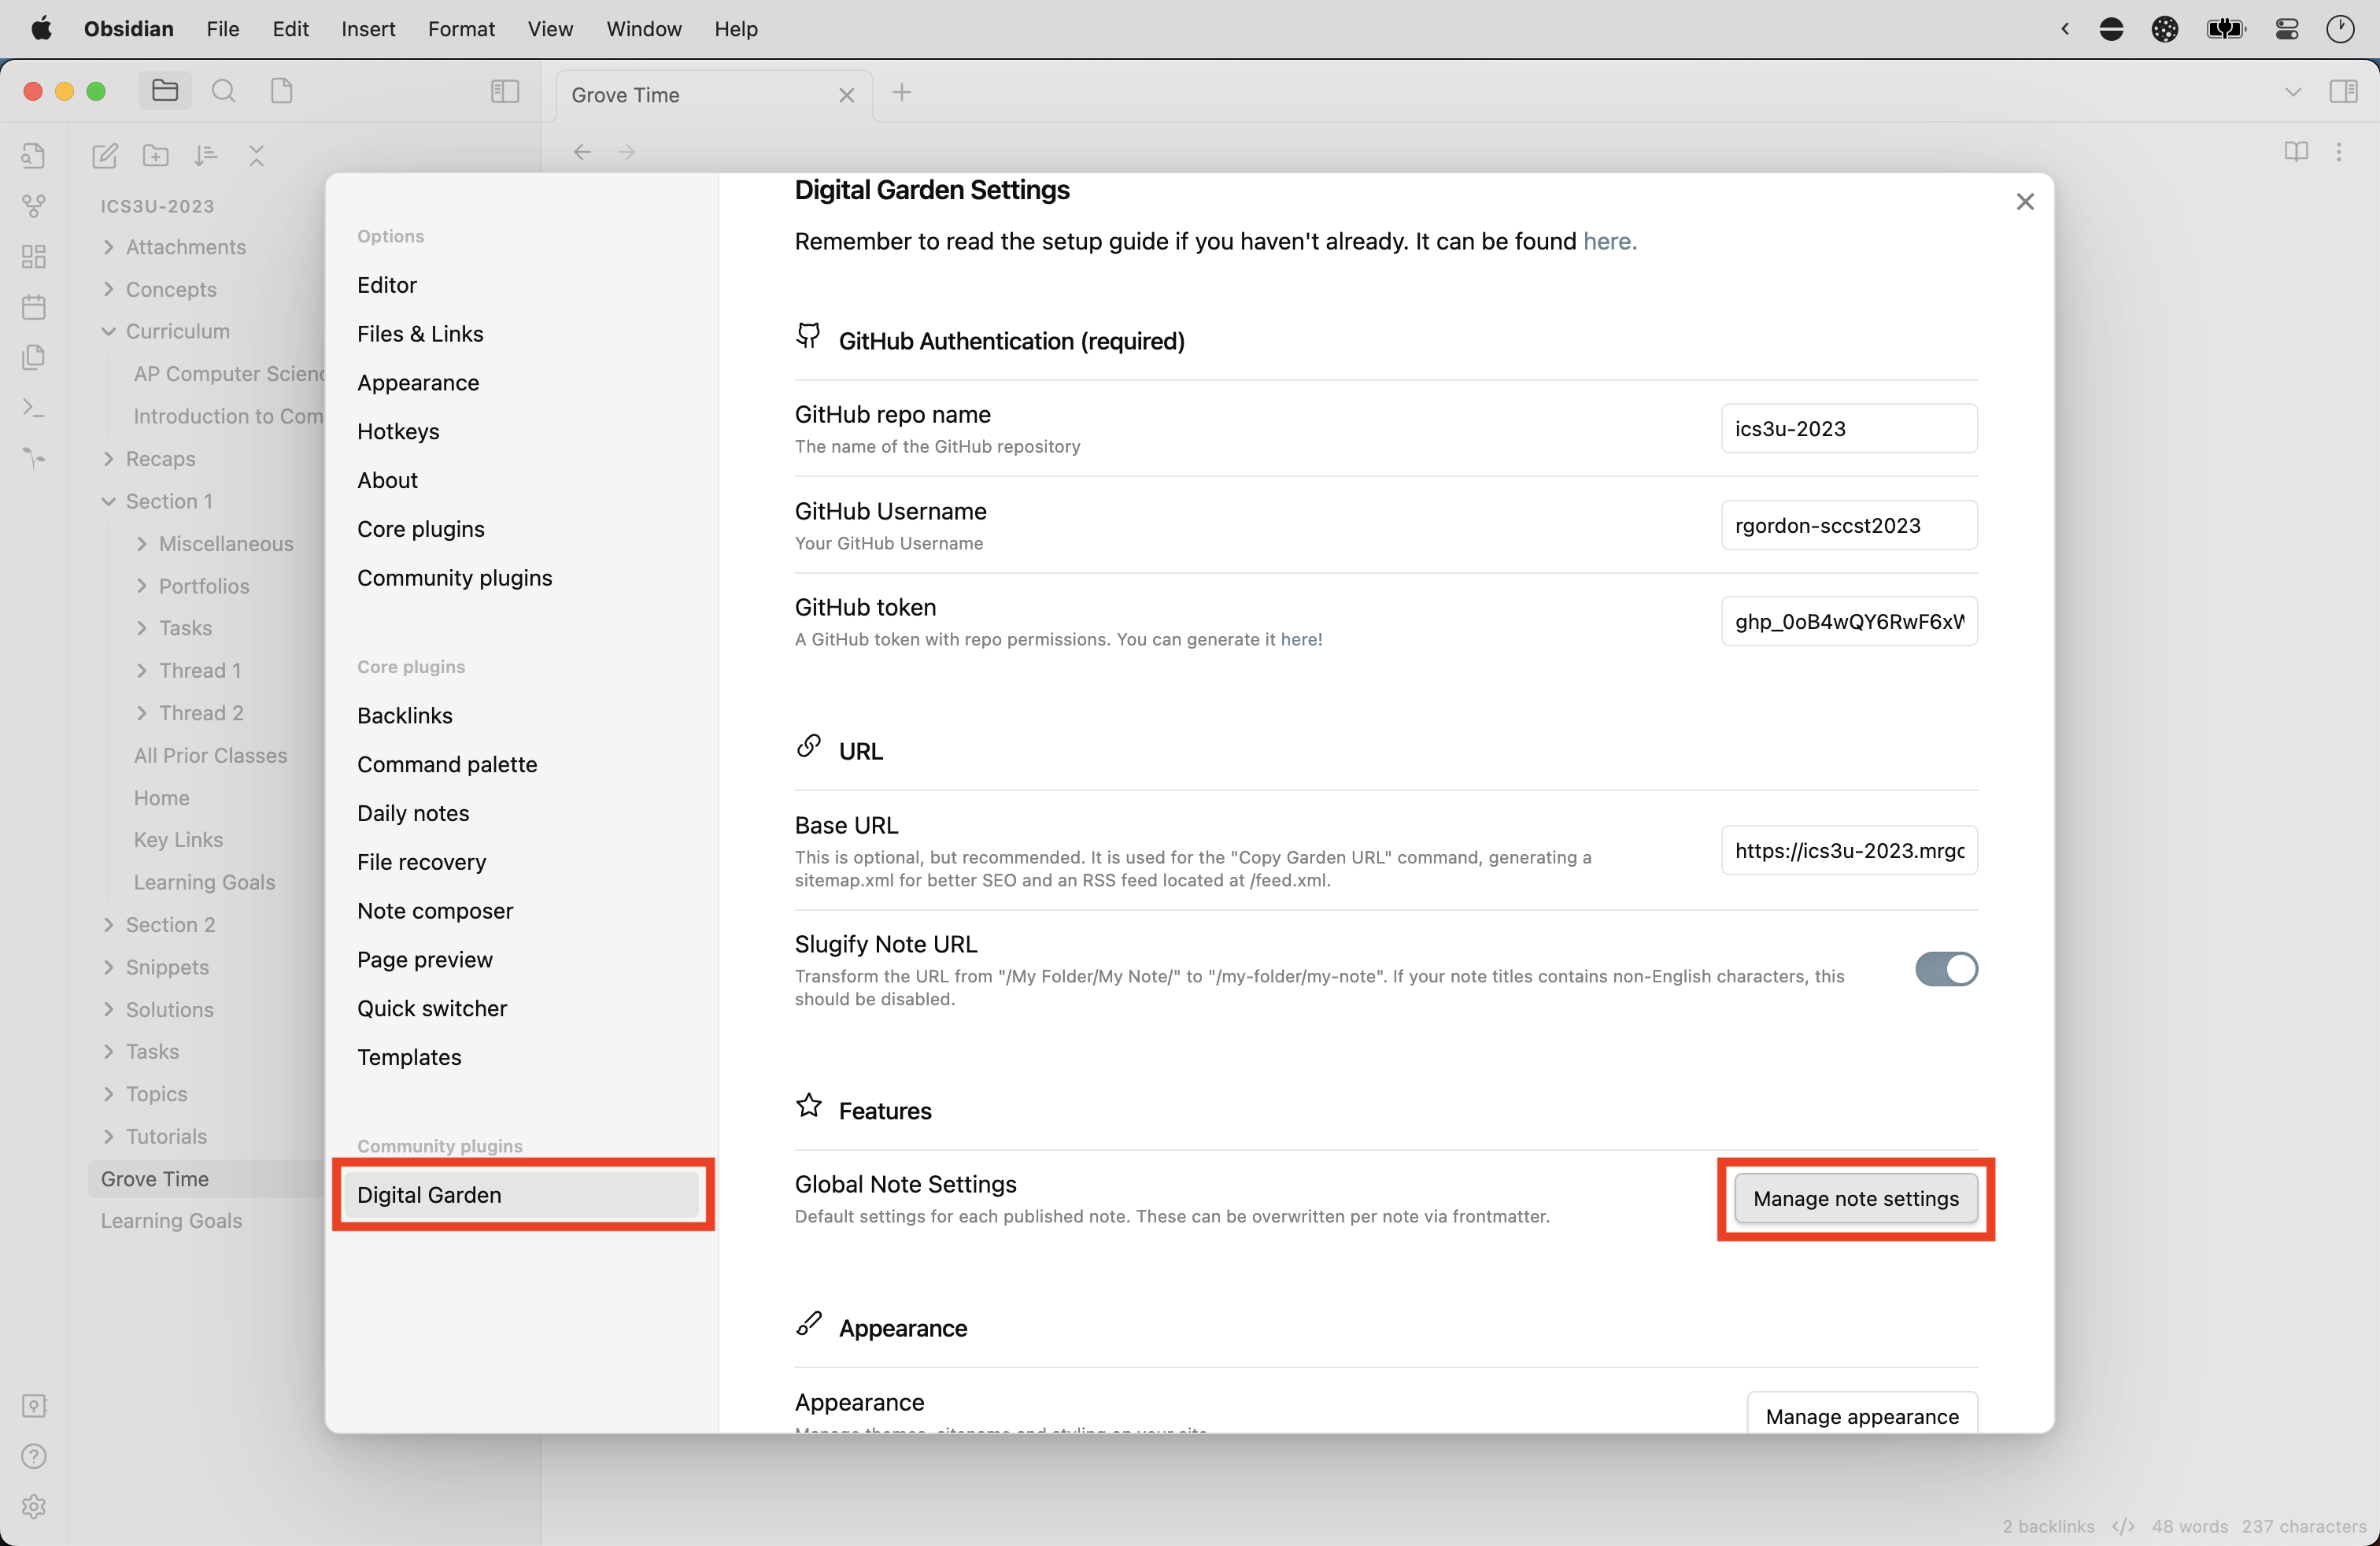 Obsidian File Edit Insert Format View Window Help
Grove Time
ICS3U-2023
Attachments
Concepts
Curriculum
AP Computer Scienc
Introduction to Com
Recaps
Section 1
Miscellaneous
Portfolios
Tasks
Thread 1
Thread 2
All Prior Classes
Home
Key Links
Learning Goals
Section 2
Snippets
Solutions
Tasks
Topics
Tutorials
Grove Time
Learning Goals
Options
Editor
Files & Links
Appearance
Hotkeys
About
Core plugins
Community plugins
Core plugins
Backlinks
Command palette
Daily notes
File recovery
Note composer
Page preview
Quick switcher
Templates
Community plugins
Digital Garden
Digital Garden Settings
Remember to read the setup guide if you haven't already. It can be found here.
GitHub Authentication (required)
GitHub repo name
The name of the GitHub repository
ics3u-2023
GitHub Username
Your GitHub Username
rgordon-sccst2023
GitHub token
A GitHub token with repo permissions. You can generate it here!
ghp_0oB4wQY6RwF6xW
URL
Base URL
This is optional, but recommended. It is used for the "Copy Garden URL" command, generating a
sitemap.xml for better SEO and an RSS feed located at /feed.xml.
https://ics3u-2023.mrgo
Slugify Note URL
Transform the URL from "/My Folder/My Note/" to "/my-folder/my-note". If your note titles contains non-English characters, this
should be disabled.
Features
Global Note Settings
Default settings for each published note. These can be overwritten per note via frontmatter.
Manage note settings
Appearance
Appearance
Manage themes, sitename and styling on your site
Manage appearance
2 backlinks </> 48 words 237 characters